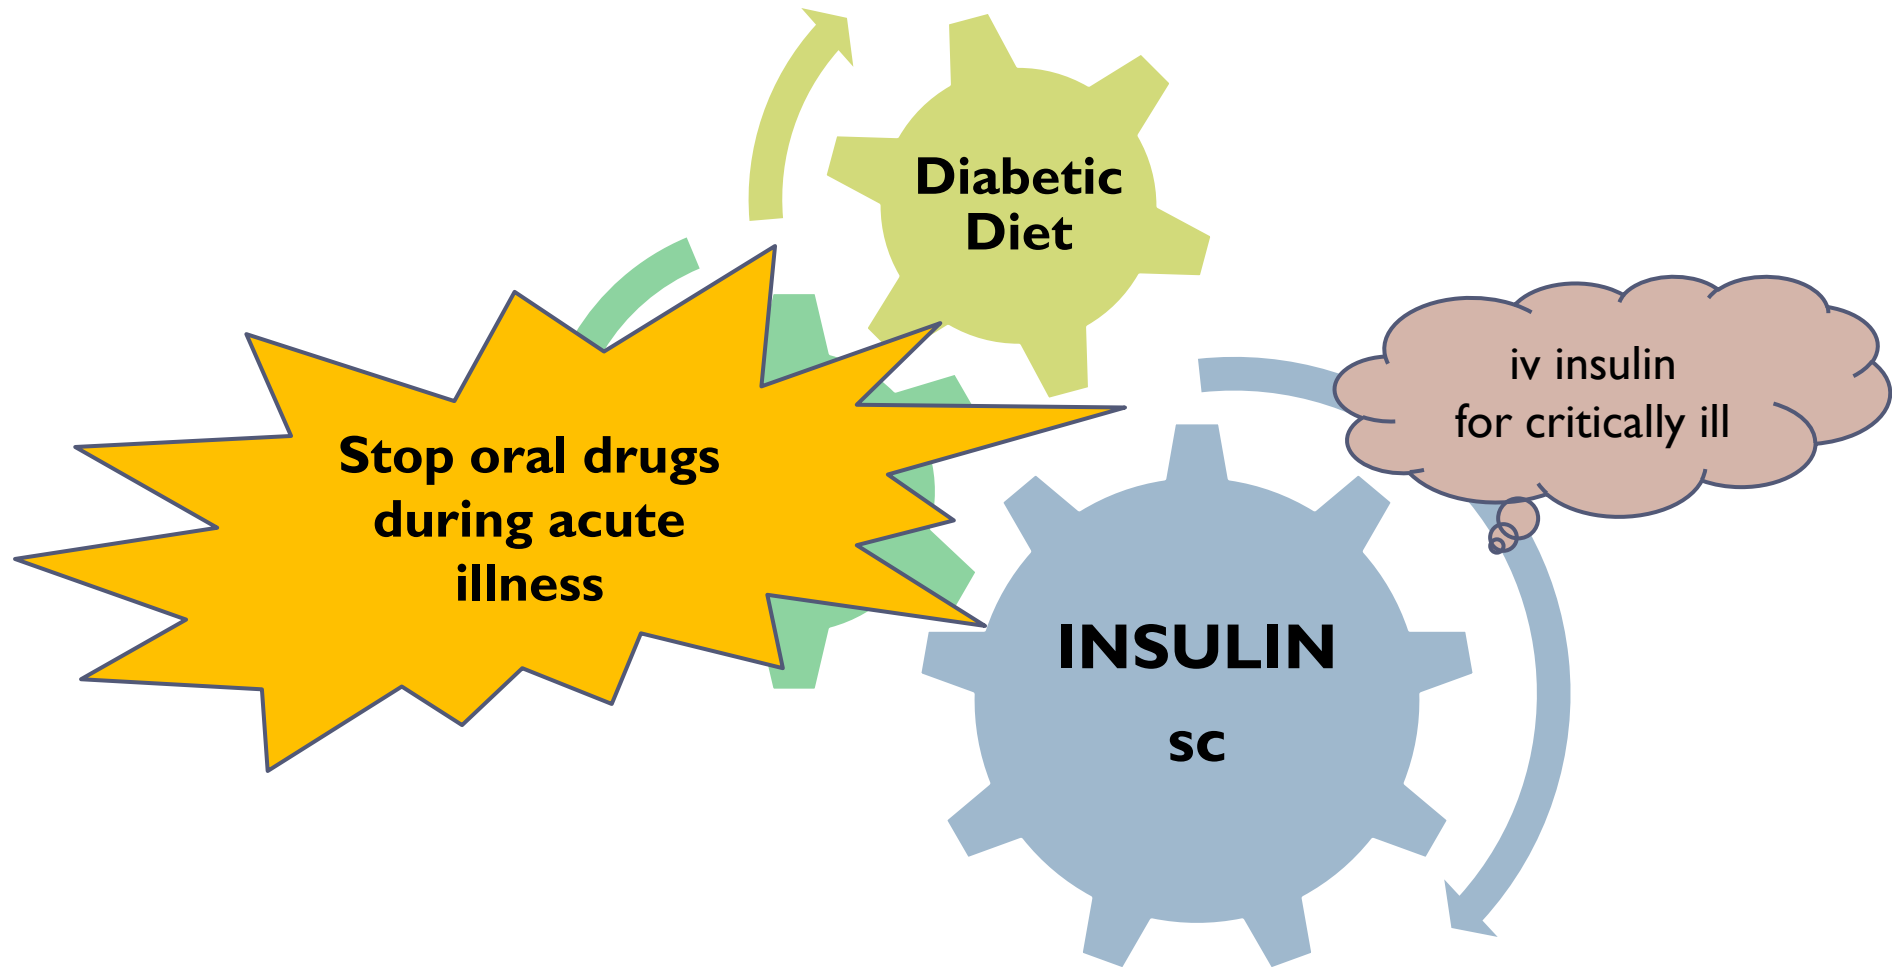 Diabetic
Diet
Stop oral drugs
during acute
illness
iv insulin
for critically ill
INSULIN
sc